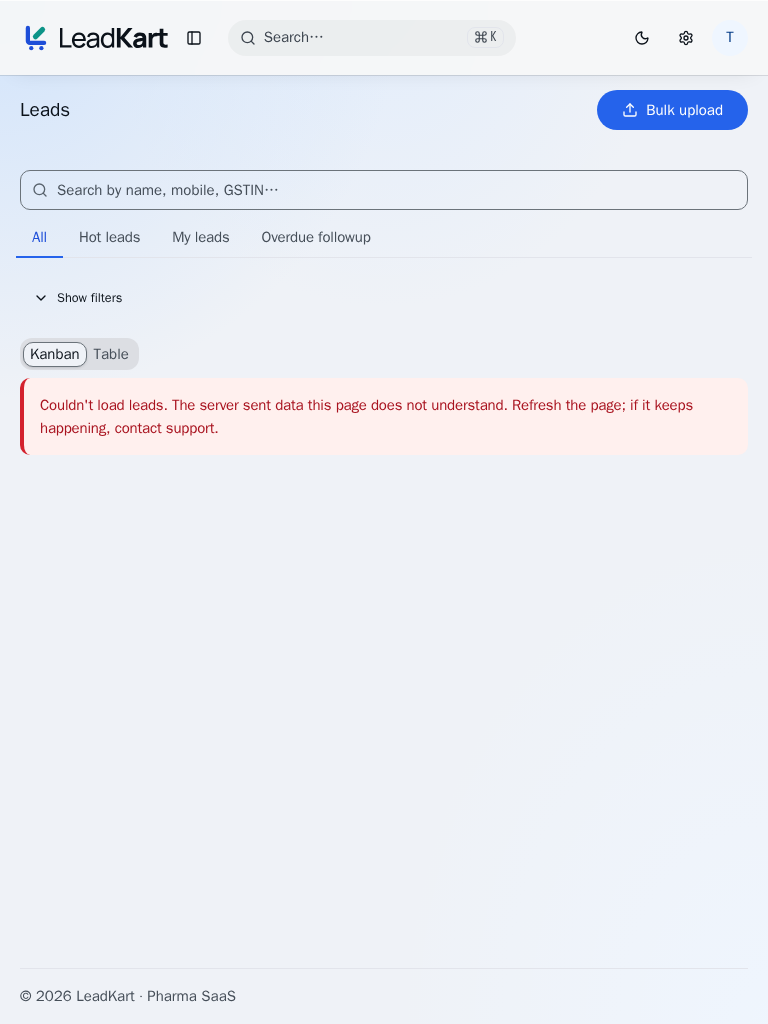 LeadKart
Search…
⌘K
T
Leads
Bulk upload
Search by name, mobile, GSTIN…
All
Hot leads
My leads
Overdue followup
Show filters
Kanban
Table
Couldn't load leads. The server sent data this page does not understand. Refresh the page; if it keeps
happening, contact support.
© 2026 LeadKart · Pharma SaaS